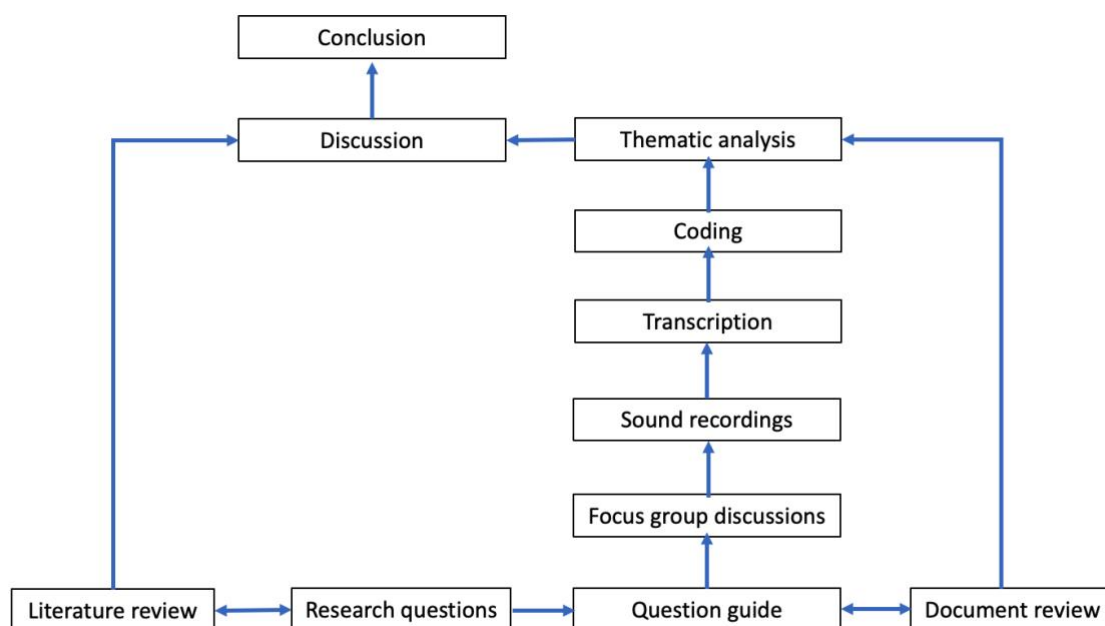 Conclusion
Discussion
Thematic analysis
Coding
Transcription
Sound recordings
Focus group discussions
Literature review
Research questions
Question guide
Document review